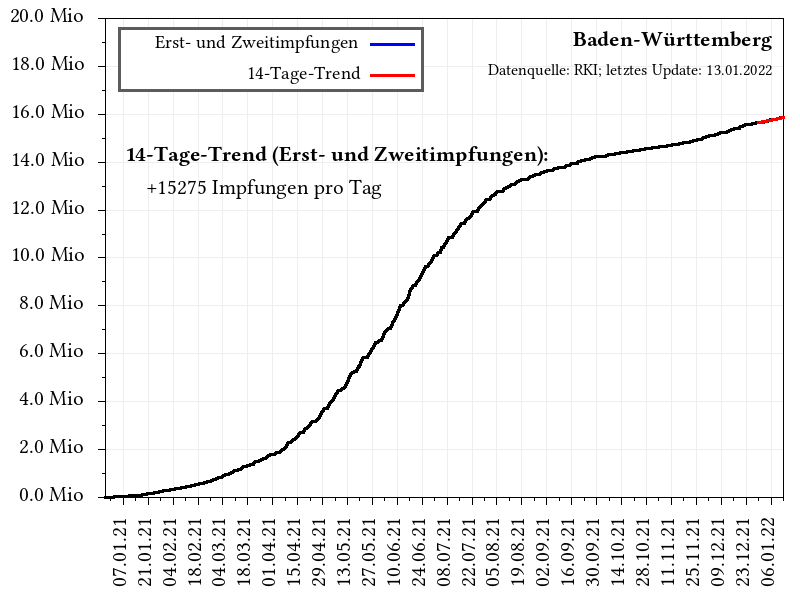 20.0 Mio
18.0 Mio
16.0 Mio
14.0 Mio
12.0 Mio
10.0 Mio
8.0 Mio
6.0 Mio
4.0 Mio
2.0 Mio
0.0 Mio
Erst- und Zweitimpfungen
14-Tage-Trend
Baden-Württemberg
Datenquelle: RKI; letztes Update: 13.01.2022
14-Tage-Trend (Erst- und Zweitimpfungen):
+15275 Impfungen pro Tag
07.01.21
21.01.21
04.02.21
18.02.21
04.03.21
18.03.21
01.04.21
15.04.21
29.04.21
13.05.21
27.05.21
10.06.21
24.06.21
08.07.21
22.07.21
05.08.21
19.08.21
02.09.21
16.09.21
30.09.21
14.10.21
28.10.21
11.11.21
25.11.21
09.12.21
23.12.21
06.01.22